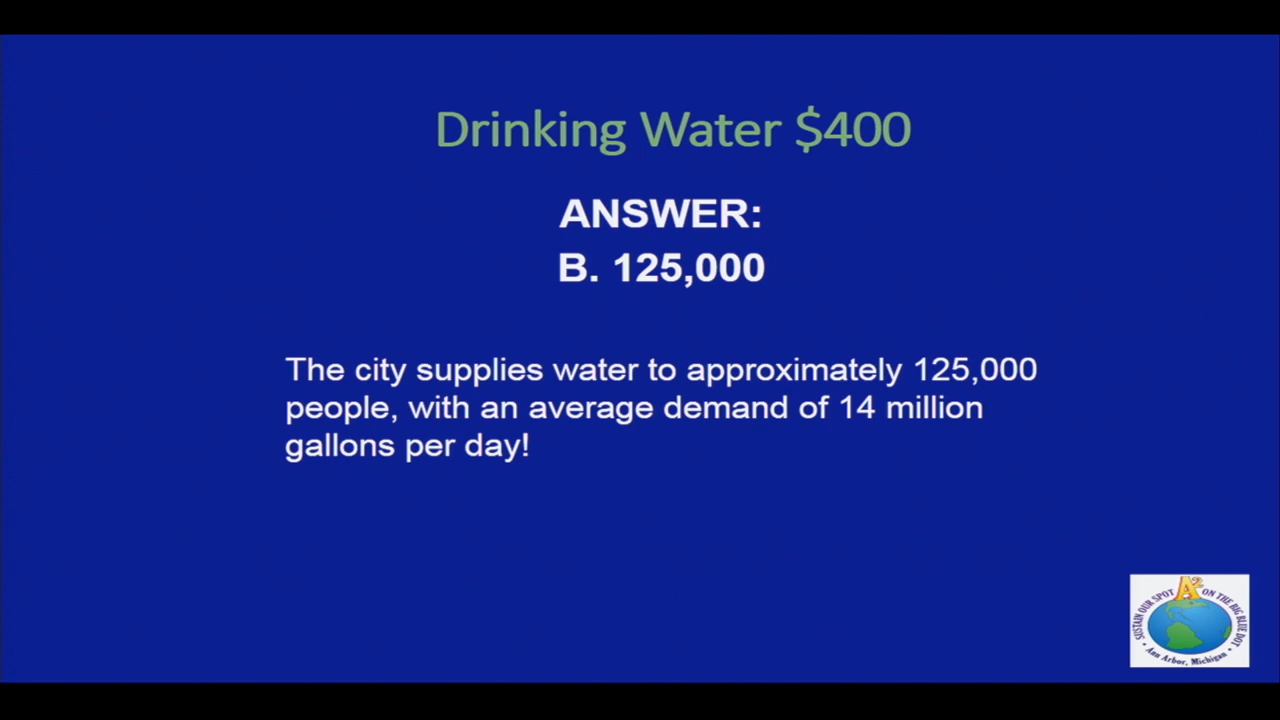 Drinking Water $400
ANSWER:
B. 125,000
The city supplies water to approximately 125,000
people, with an average demand of 14 million
gallons per day!
A²
SUSTAIN OUR SPOT ON THE BIG BLUE DOT
• Ann Arbor, Michigan •